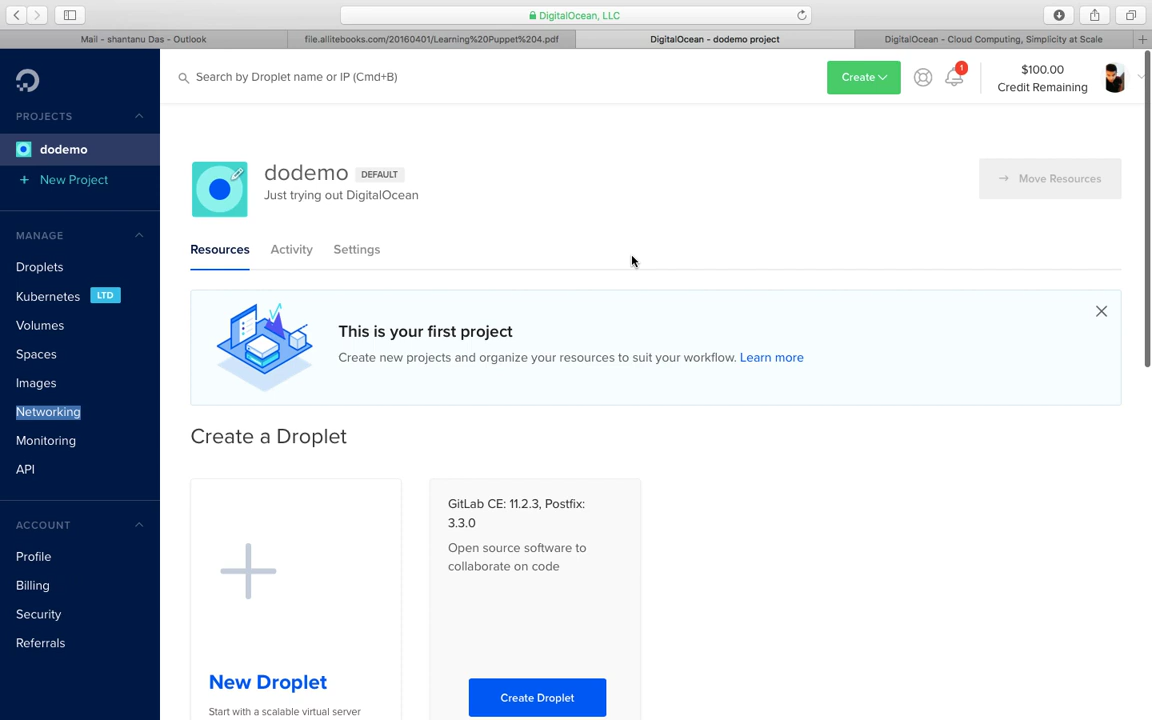 DigitalOcean, LLC
Mail - shantanu Das - Outlook
file.allitebooks.com/20160401/Learning%20Puppet%204.pdf
DigitalOcean - dodemo project
DigitalOcean - Cloud Computing, Simplicity at Scale
Search by Droplet name or IP (Cmd+B)
Create
1
$100.00
Credit Remaining
PROJECTS
dodemo
+ New Project
MANAGE
Droplets
Kubernetes LTD
Volumes
Spaces
Images
Networking
Monitoring
API
ACCOUNT
Profile
Billing
Security
Referrals
dodemo DEFAULT
Just trying out DigitalOcean
→ Move Resources
Resources Activity Settings
This is your first project
Create new projects and organize your resources to suit your workflow. Learn more
Create a Droplet
New Droplet
Start with a scalable virtual server
GitLab CE: 11.2.3, Postfix:
3.3.0
Open source software to
collaborate on code
Create Droplet